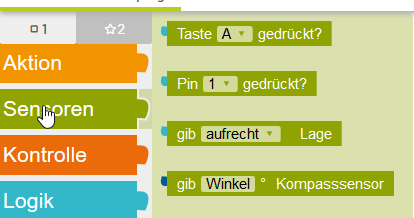 1
2
Aktion
Sensoren
Kontrolle
Logik
Taste A gedrückt?
Pin 1 gedrückt?
gib aufrecht Lage
gib Winkel ° Kompasssensor